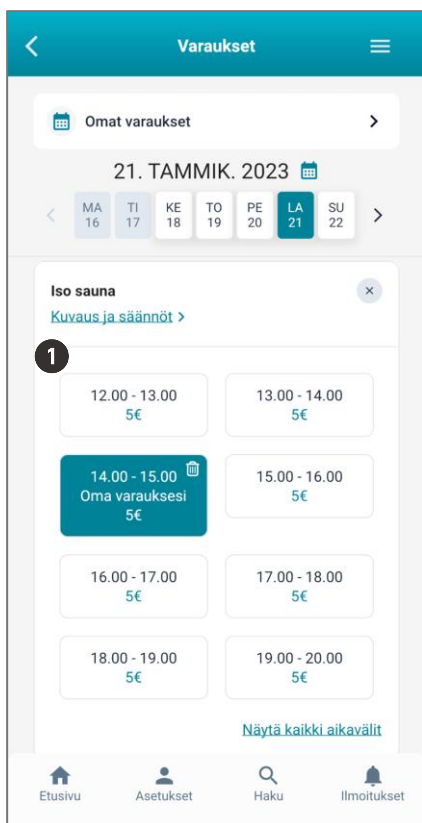 Varaukset
Omat varaukset
21. TAMMIK. 2023
MA TI KE TO PE LA SU
16 17 18 19 20 21 22
Iso sauna
Kuvaus ja säännöt
1
12.00 - 13.00
5€
13.00 - 14.00
5€
14.00 - 15.00
Oma varauksesi
5€
15.00 - 16.00
5€
16.00 - 17.00
5€
17.00 - 18.00
5€
18.00 - 19.00
5€
19.00 - 20.00
5€
Näytä kaikki aikavälit
Etusivu Asetukset Haku Ilmoitukset